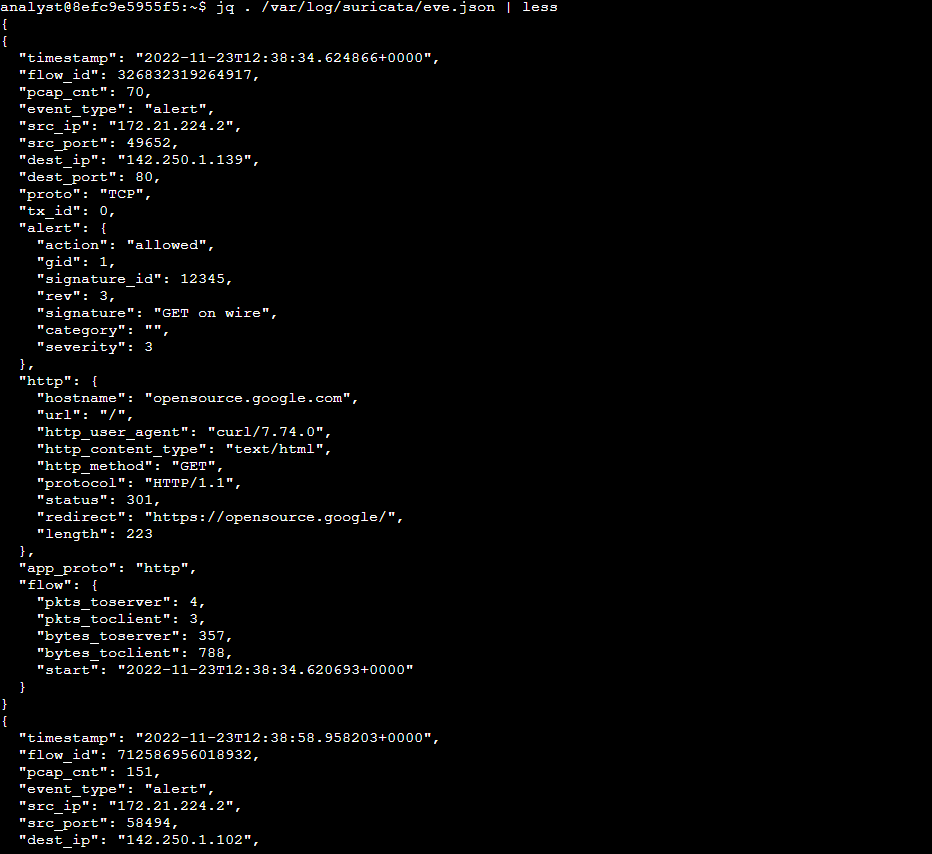 analyst@8efc9e5955f5:~$ jq . /var/log/suricata/eve.json | less
{
{
  "timestamp": "2022-11-23T12:38:34.624866+0000",
  "flow_id": 326832319264917,
  "pcap_cnt": 70,
  "event_type": "alert",
  "src_ip": "172.21.224.2",
  "src_port": 49652,
  "dest_ip": "142.250.1.139",
  "dest_port": 80,
  "proto": "TCP",
  "tx_id": 0,
  "alert": {
    "action": "allowed",
    "gid": 1,
    "signature_id": 12345,
    "rev": 3,
    "signature": "GET on wire",
    "category": "",
    "severity": 3
  },
  "http": {
    "hostname": "opensource.google.com",
    "url": "/",
    "http_user_agent": "curl/7.74.0",
    "http_content_type": "text/html",
    "http_method": "GET",
    "protocol": "HTTP/1.1",
    "status": 301,
    "redirect": "https://opensource.google/",
    "length": 223
  },
  "app_proto": "http",
  "flow": {
    "pkts_toserver": 4,
    "pkts_toclient": 3,
    "bytes_toserver": 357,
    "bytes_toclient": 788,
    "start": "2022-11-23T12:38:34.620693+0000"
  }
}
{
  "timestamp": "2022-11-23T12:38:58.958203+0000",
  "flow_id": 712586956018932,
  "pcap_cnt": 151,
  "event_type": "alert",
  "src_ip": "172.21.224.2",
  "src_port": 58494,
  "dest_ip": "142.250.1.102",